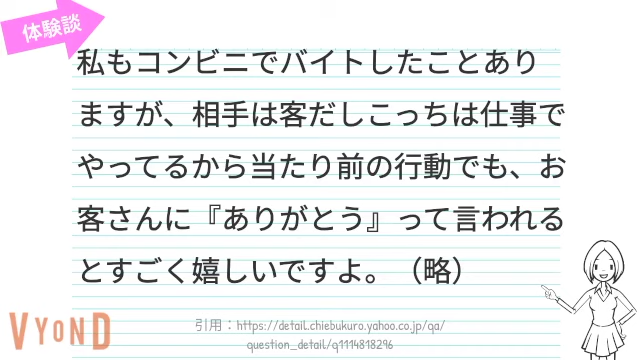 体験談
私もコンビニでバイトしたことあり
ますが、相手は客だしこっちは仕事で
やってるから当たり前の行動でも、お
客さんに『ありがとう』って言われる
とすごく嬉しいですよ。（略）
引用：https://detail.chiebukuro.yahoo.co.jp/qa/
question_detail/q1114818296
VYOND